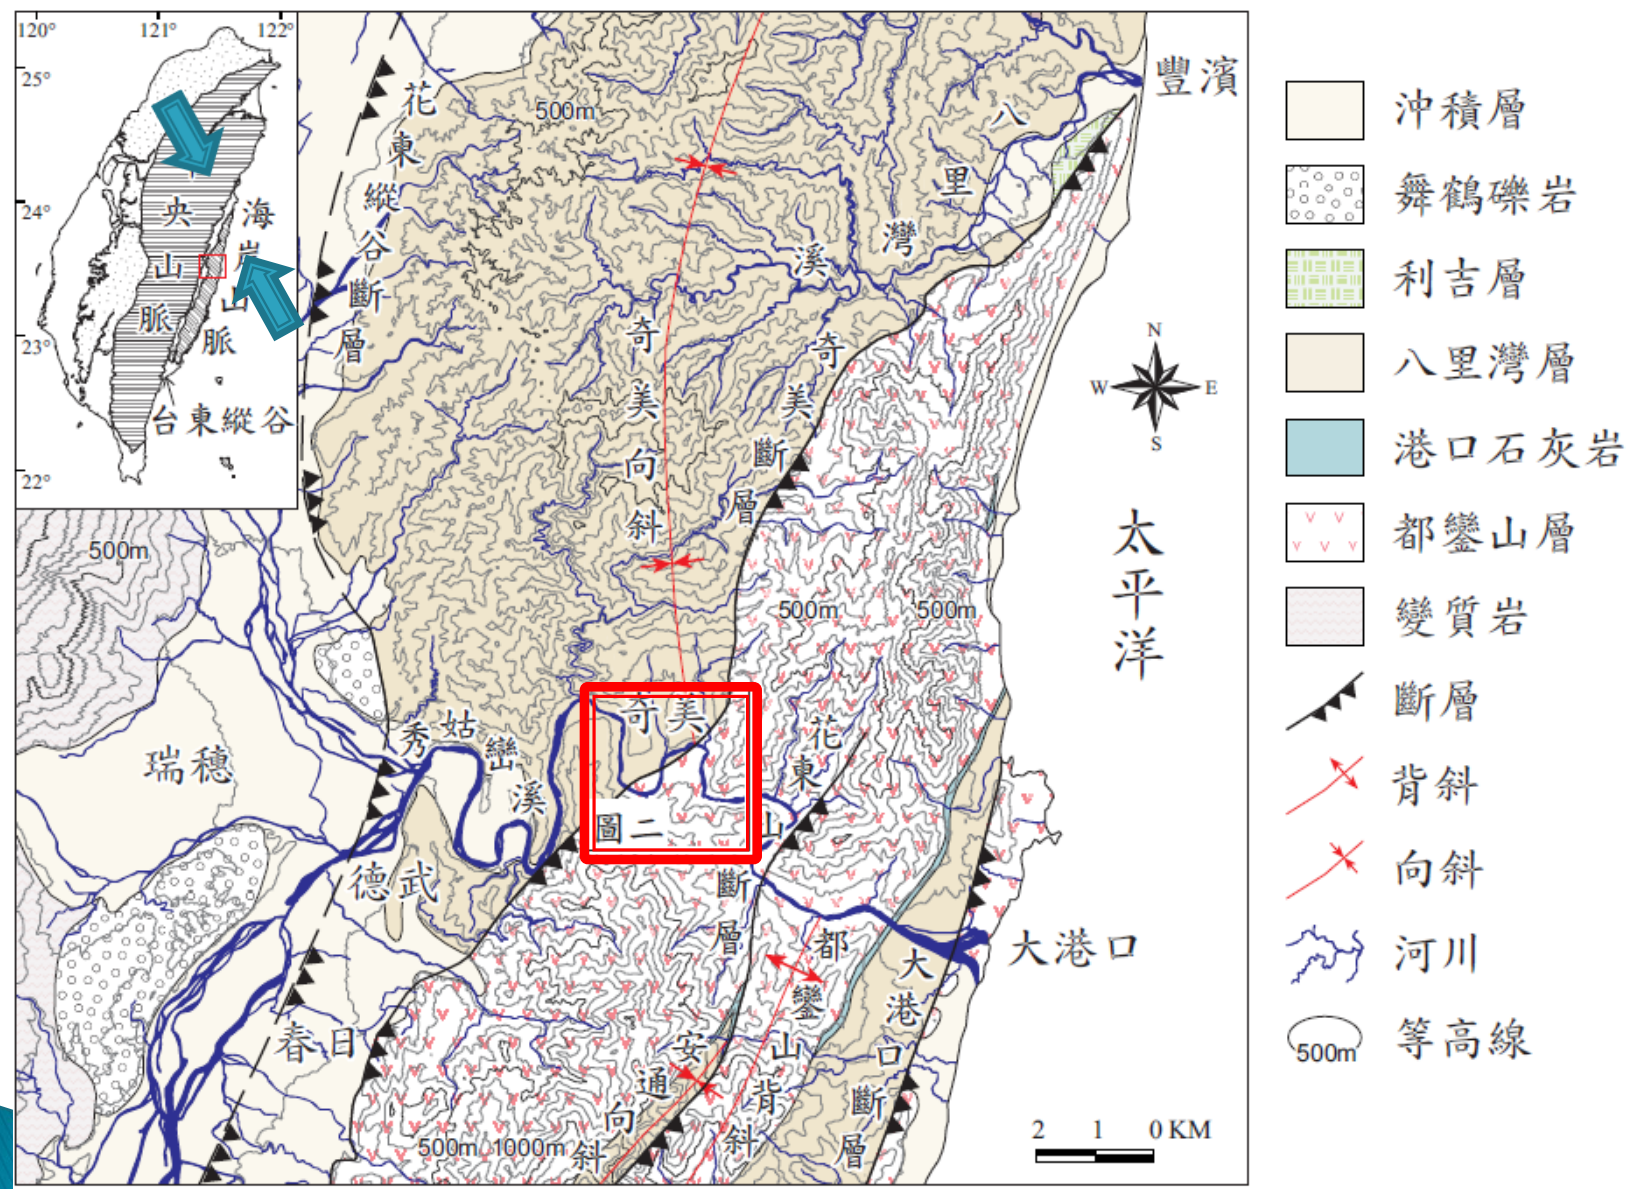 120° 121° 122°
25°
24°
23°
22°
中央山脈
海岸山脈
台東縱谷
花東縱谷斷層
500m
豐濱
八里灣溪
奇美向斜
奇美斷層
太平洋
N
W E
S
500m
500m
500m
奇美
圖二
瑞穗
秀姑巒溪
德武
花東山斷層
春日
都鑾山背斜
大港口
大港口斷層
安通向斜
500m 1000m
2 1 0 KM
沖積層
舞鶴礫岩
利吉層
八里灣層
港口石灰岩
都鑾山層
變質岩
斷層
背斜
向斜
河川
500m 等高線